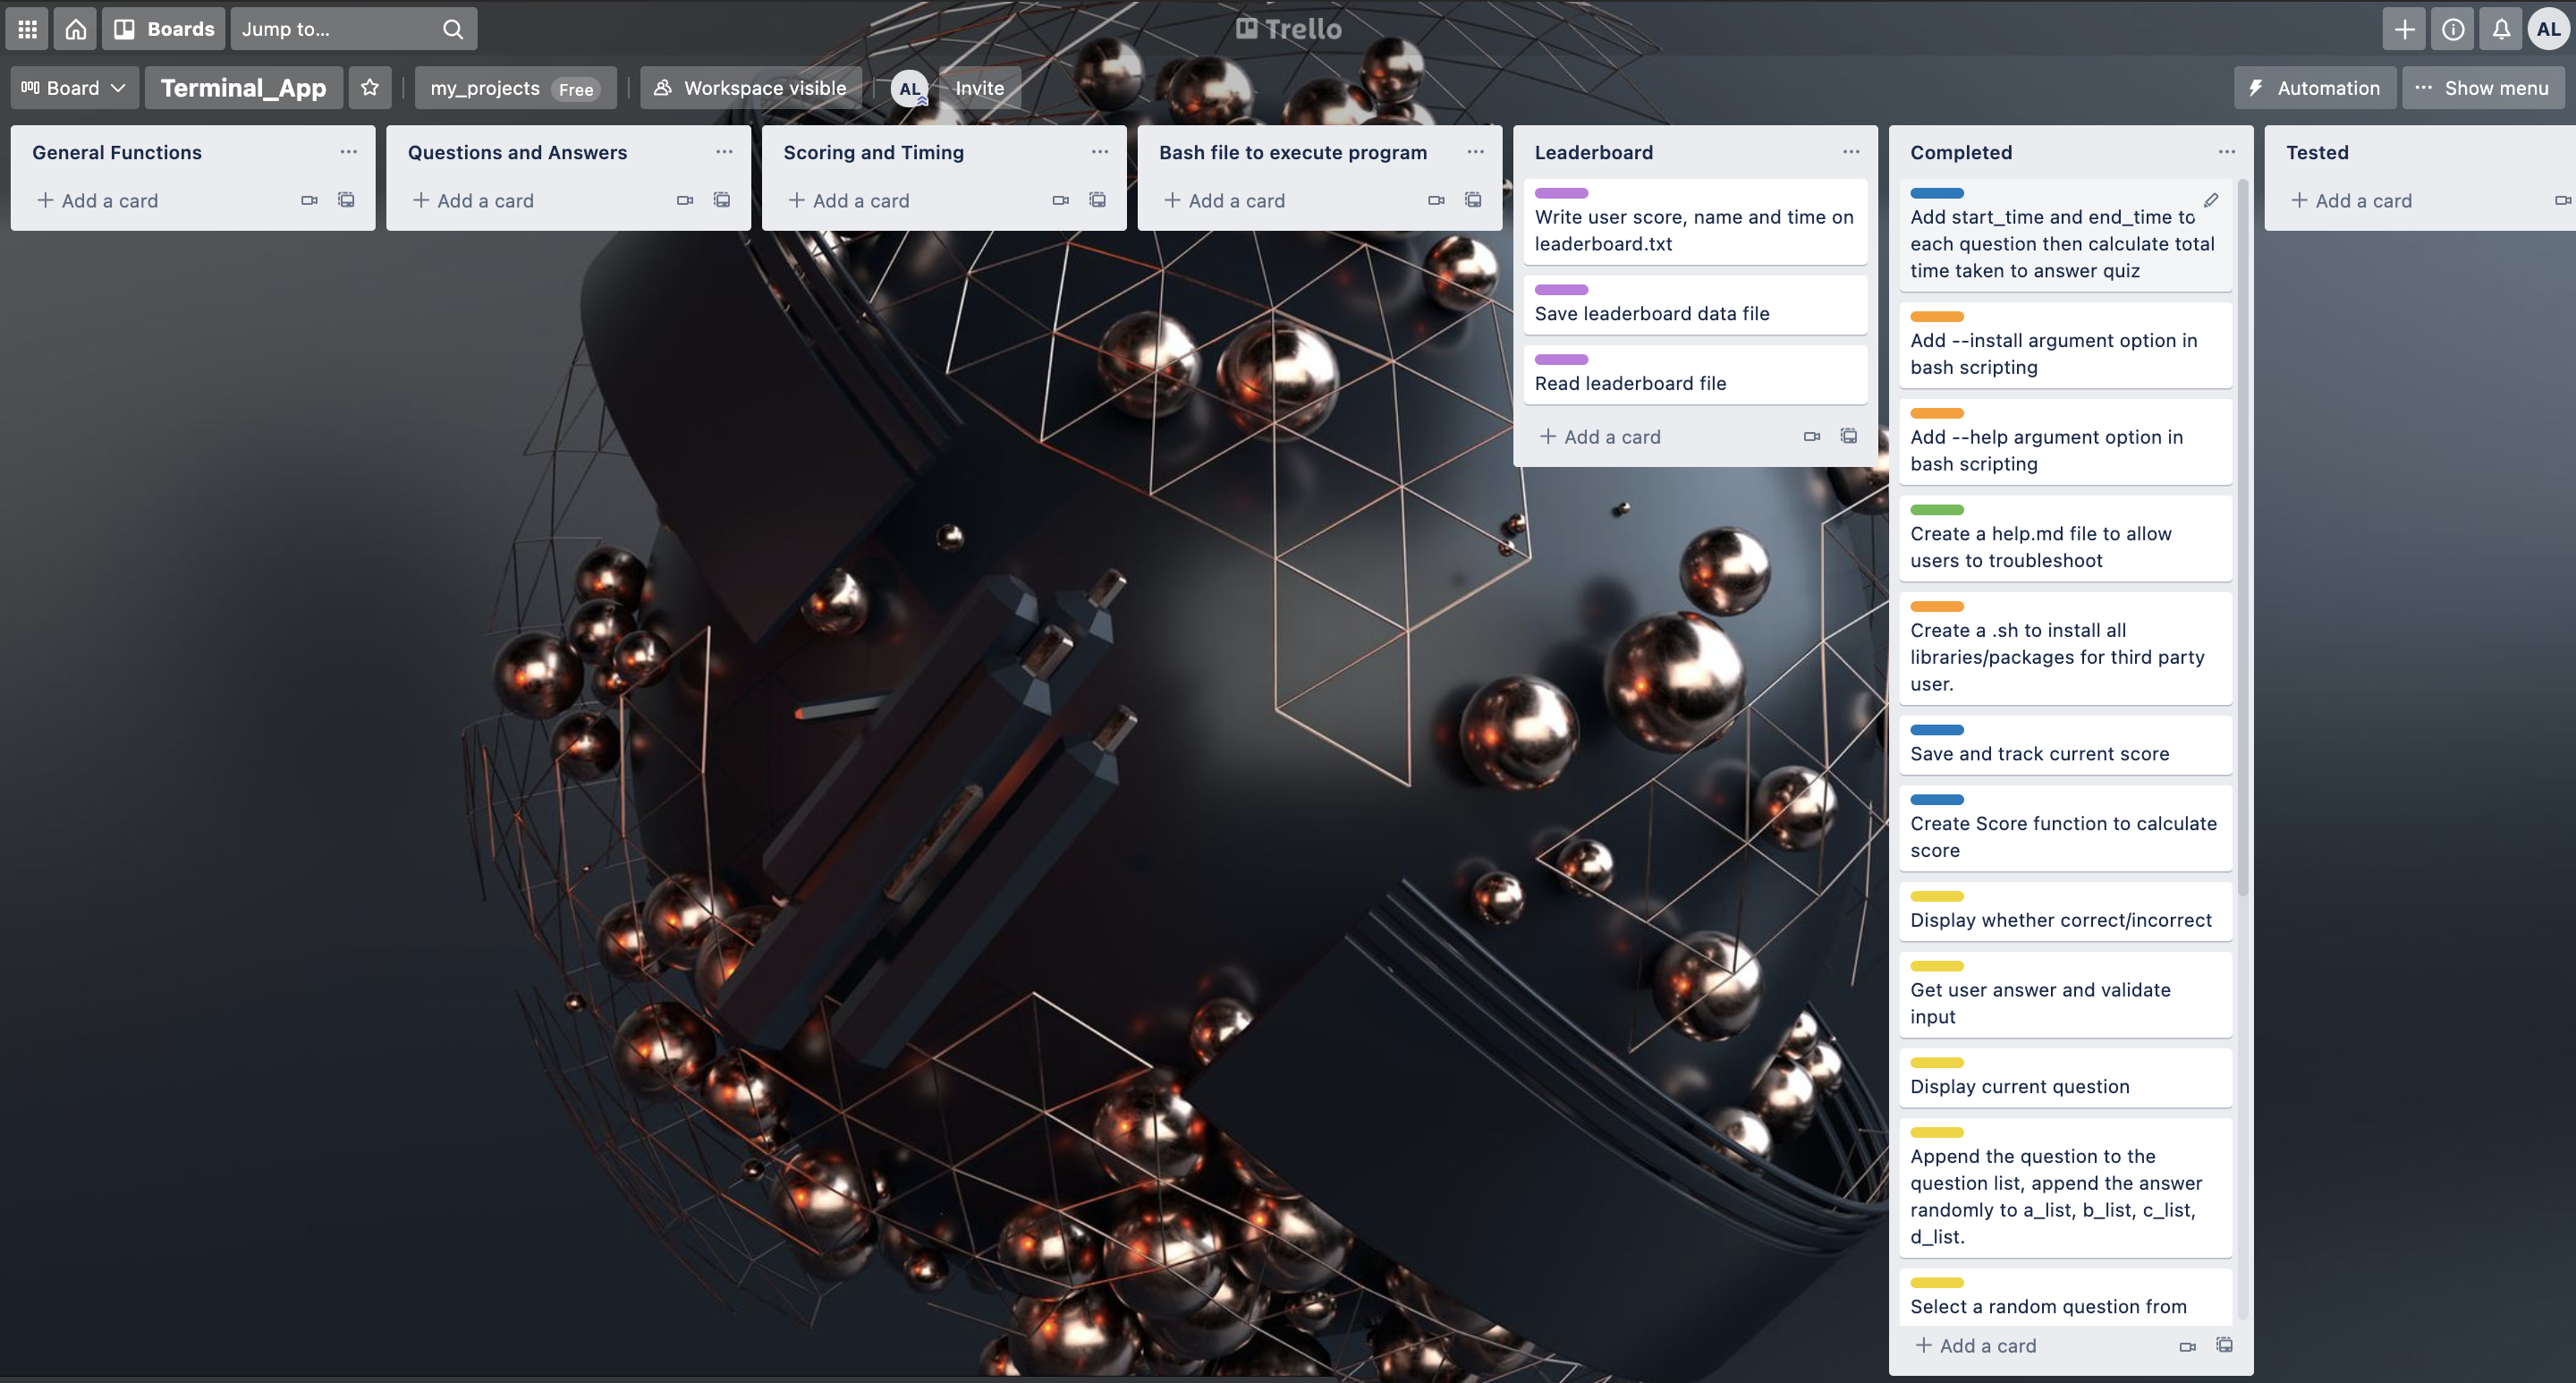 Boards
Jump to...
Trello
AL
Board
Terminal_App
my_projects Free
Workspace visible
AL
Invite
Automation
Show menu
General Functions
Add a card
Questions and Answers
Add a card
Scoring and Timing
Add a card
Bash file to execute program
Add a card
Leaderboard
Write user score, name and time on
leaderboard.txt
Save leaderboard data file
Read leaderboard file
Add a card
Completed
Add start_time and end_time to
each question then calculate total
time taken to answer quiz
Add --install argument option in
bash scripting
Add --help argument option in
bash scripting
Create a help.md file to allow
users to troubleshoot
Create a .sh to install all
libraries/packages for third party
user.
Save and track current score
Create Score function to calculate
score
Display whether correct/incorrect
Get user answer and validate
input
Display current question
Append the question to the
question list, append the answer
randomly to a_list, b_list, c_list,
d_list.
Select a random question from
Add a card
Tested
Add a card